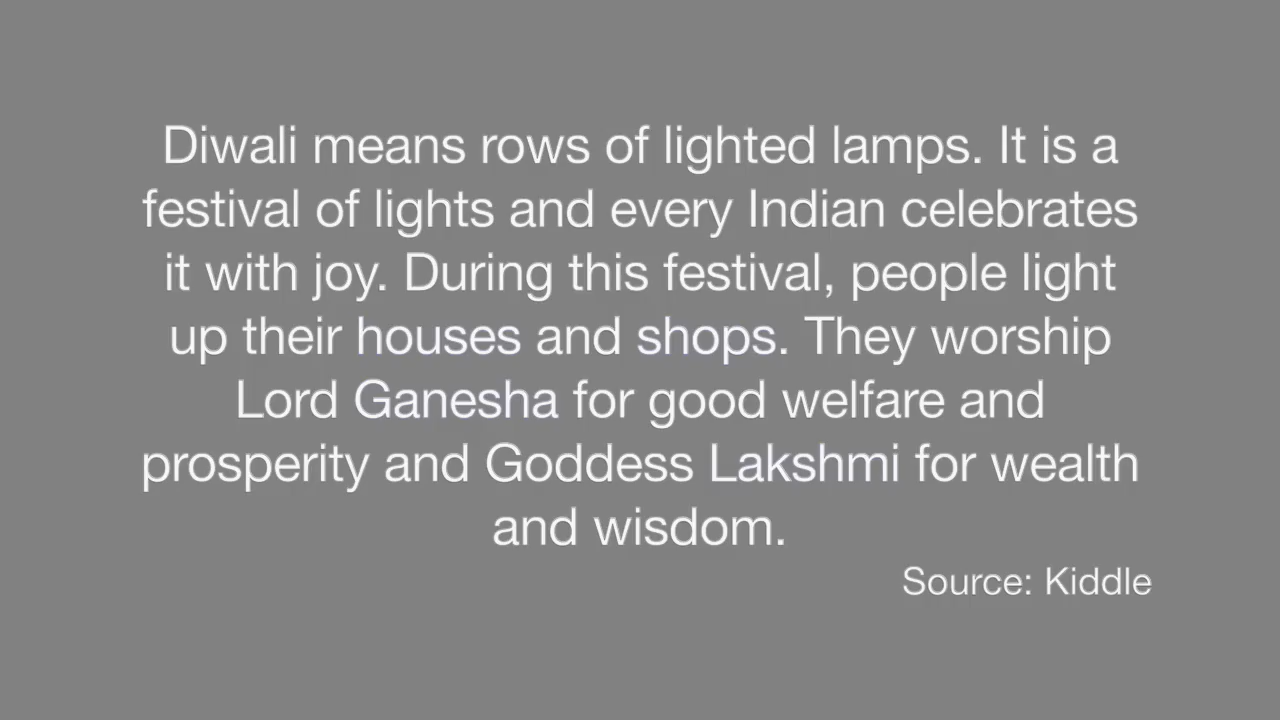 Diwali means rows of lighted lamps. It is a
festival of lights and every Indian celebrates
it with joy. During this festival, people light
up their houses and shops. They worship
Lord Ganesha for good welfare and
prosperity and Goddess Lakshmi for wealth
and wisdom.
Source: Kiddle